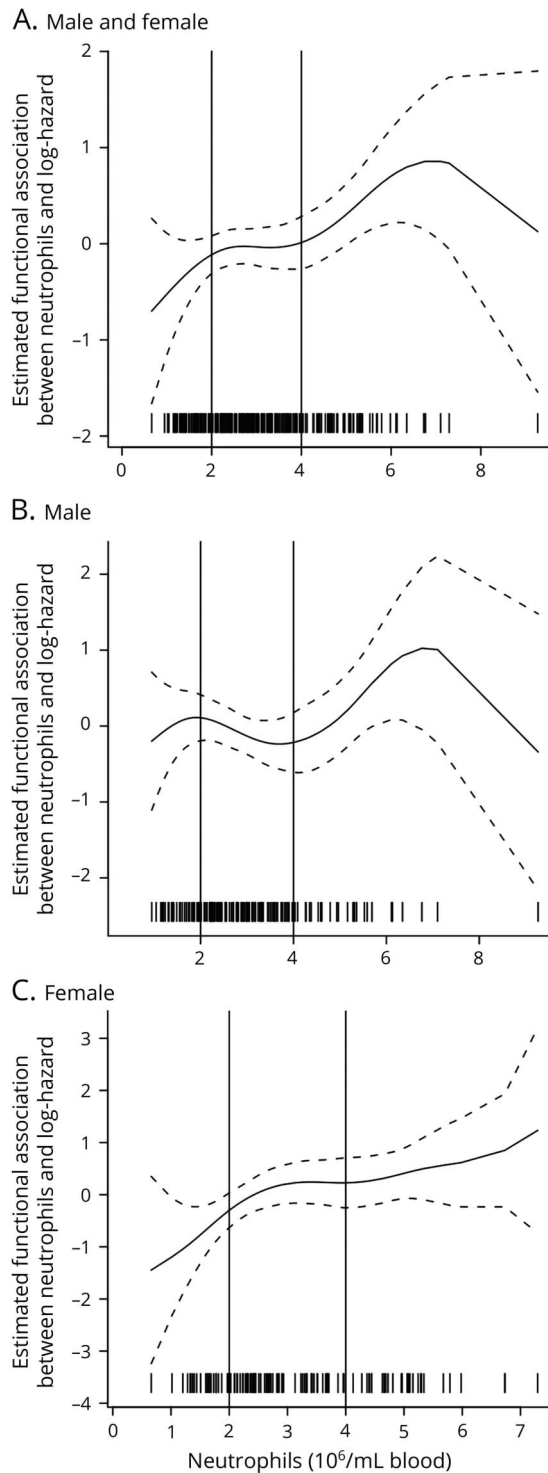 A. Male and female
Estimated functional association
between neutrophils and log-hazard
2
1
0
–1
–2
0 2 4 6 8
B. Male
Estimated functional association
between neutrophils and log-hazard
2
1
0
–1
–2
2 4 6 8
C. Female
Estimated functional association
between neutrophils and log-hazard
3
2
1
0
–1
–2
–3
–4
0 1 2 3 4 5 6 7
Neutrophils (10⁶/mL blood)